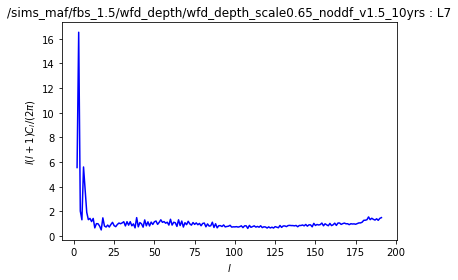 /sims_maf/fbs_1.5/wfd_depth/wfd_depth_scale0.65_noddf_v1.5_10yrs : L7
16
14
12
10
8
6
4
2
0
l(l + 1)C_l/(2π)
0 25 50 75 100 125 150 175 200
l